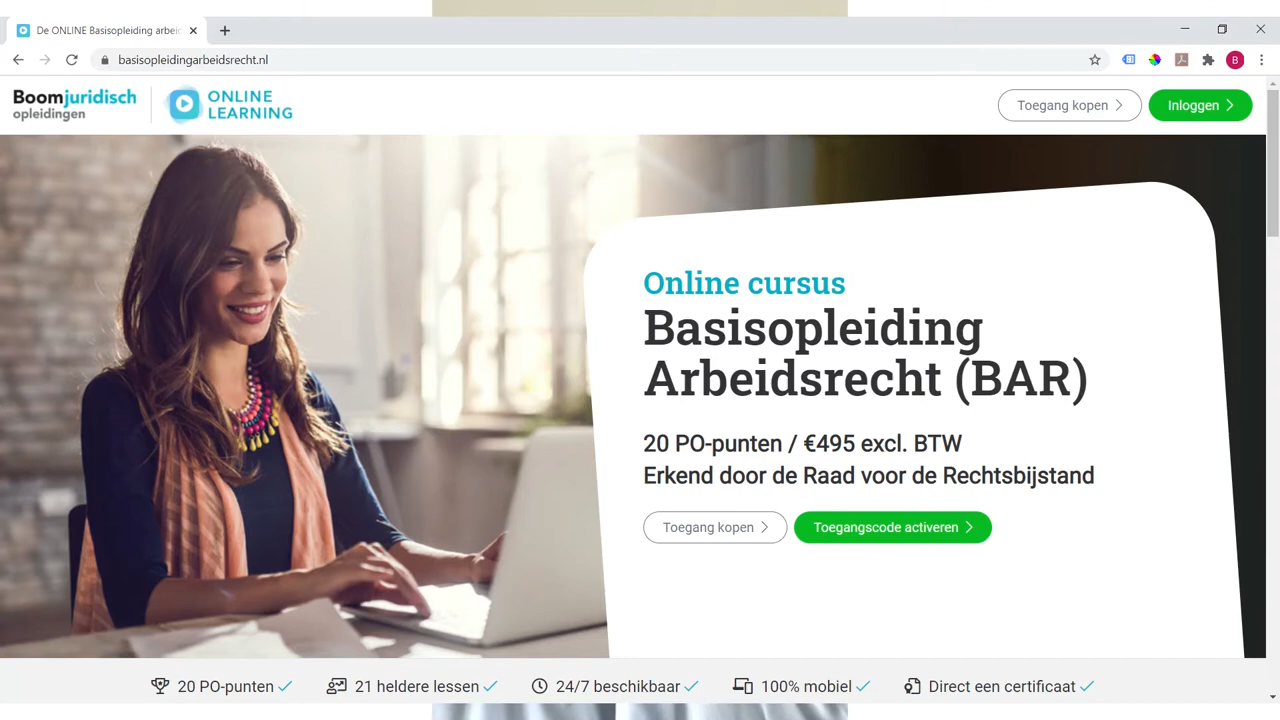 De ONLINE Basisopleiding arbei
basisopleidingarbeidsrecht.nl
B
Boomjuridisch
opleidingen
ONLINE
LEARNING
Toegang kopen
Inloggen
Online cursus
Basisopleiding
Arbeidsrecht (BAR)
20 PO-punten / €495 excl. BTW
Erkend door de Raad voor de Rechtsbijstand
Toegang kopen
Toegangscode activeren
20 PO-punten
21 heldere lessen
24/7 beschikbaar
100% mobiel
Direct een certificaat